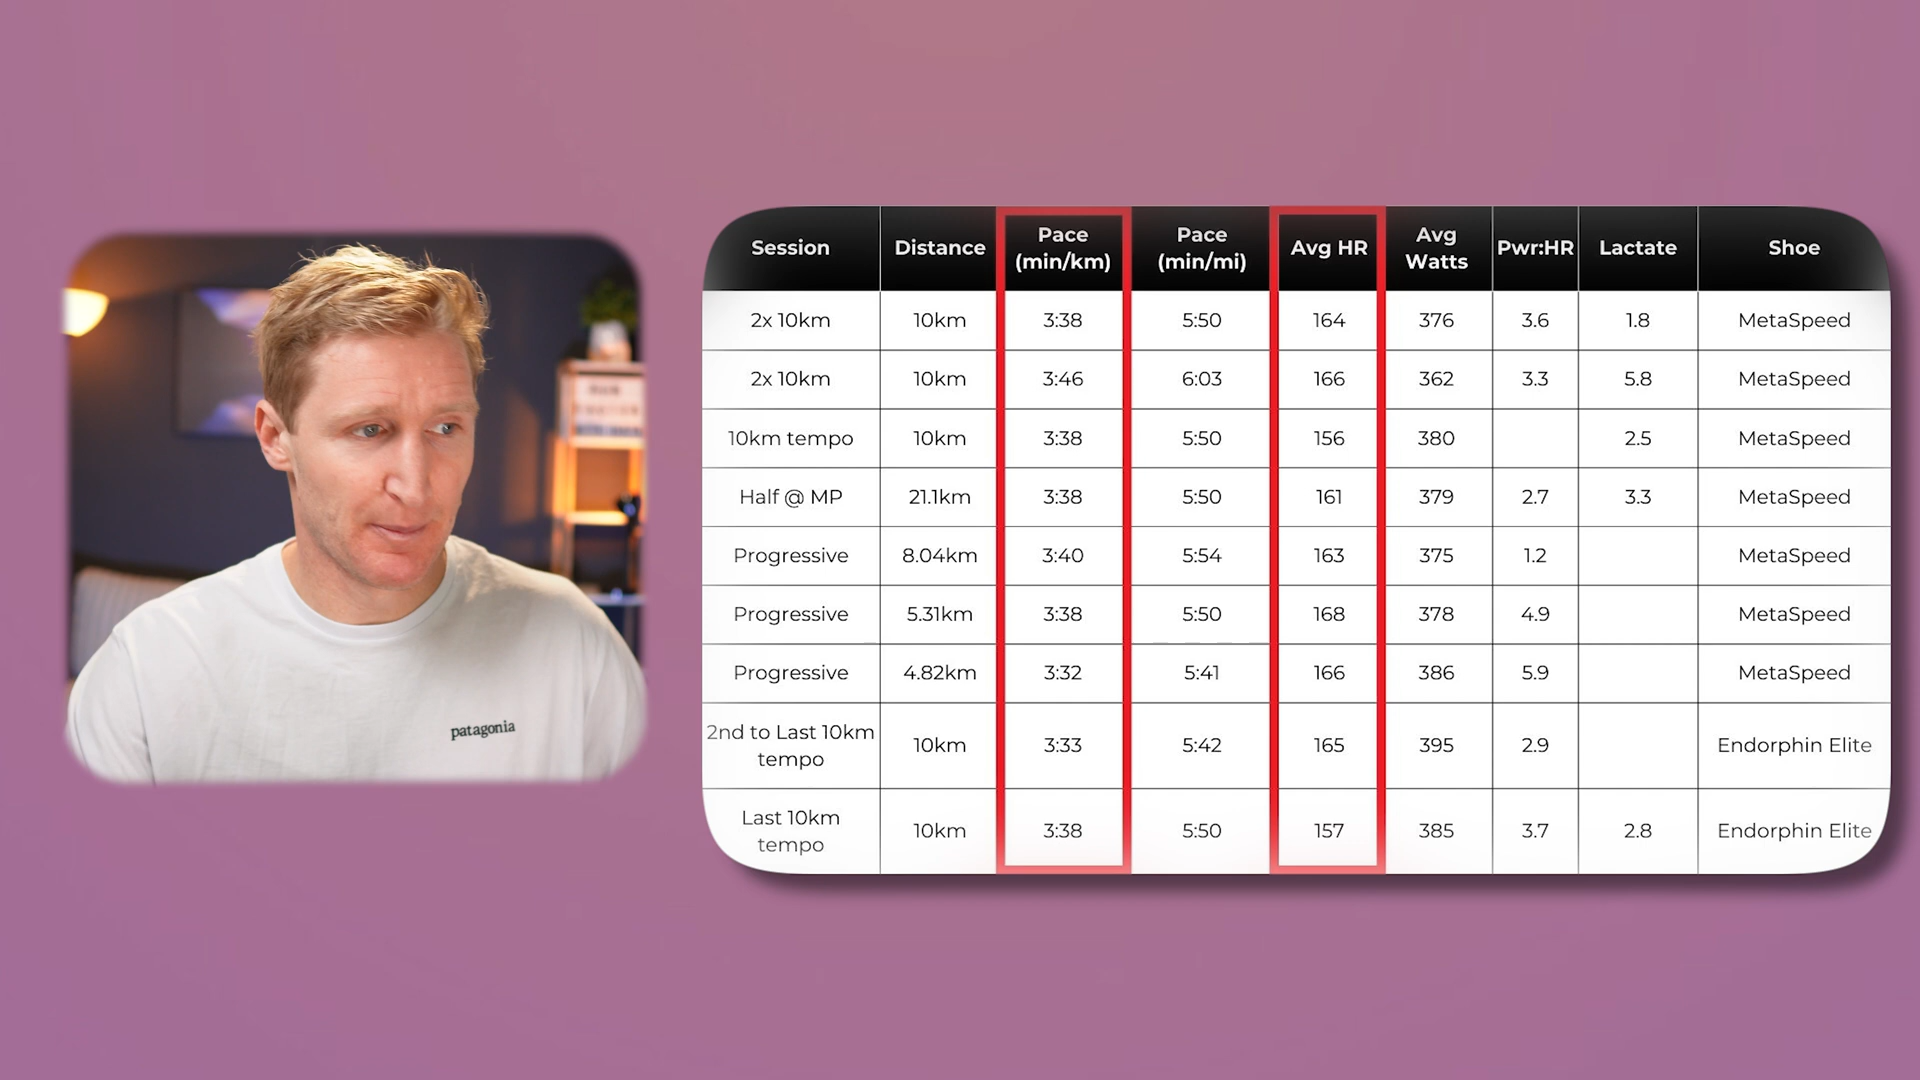 patagonia
Session Distance Pace (min/km) Pace (min/mi) Avg HR Avg Watts Pwr:HR Lactate Shoe
2x 10km 10km 3:38 5:50 164 376 3.6 1.8 MetaSpeed
2x 10km 10km 3:46 6:03 166 362 3.3 5.8 MetaSpeed
10km tempo 10km 3:38 5:50 156 380 2.5 MetaSpeed
Half @ MP 21.1km 3:38 5:50 161 379 2.7 3.3 MetaSpeed
Progressive 8.04km 3:40 5:54 163 375 1.2 MetaSpeed
Progressive 5.31km 3:38 5:50 168 378 4.9 MetaSpeed
Progressive 4.82km 3:32 5:41 166 386 5.9 MetaSpeed
2nd to Last 10km tempo 10km 3:33 5:42 165 395 2.9 Endorphin Elite
Last 10km tempo 10km 3:38 5:50 157 385 3.7 2.8 Endorphin Elite